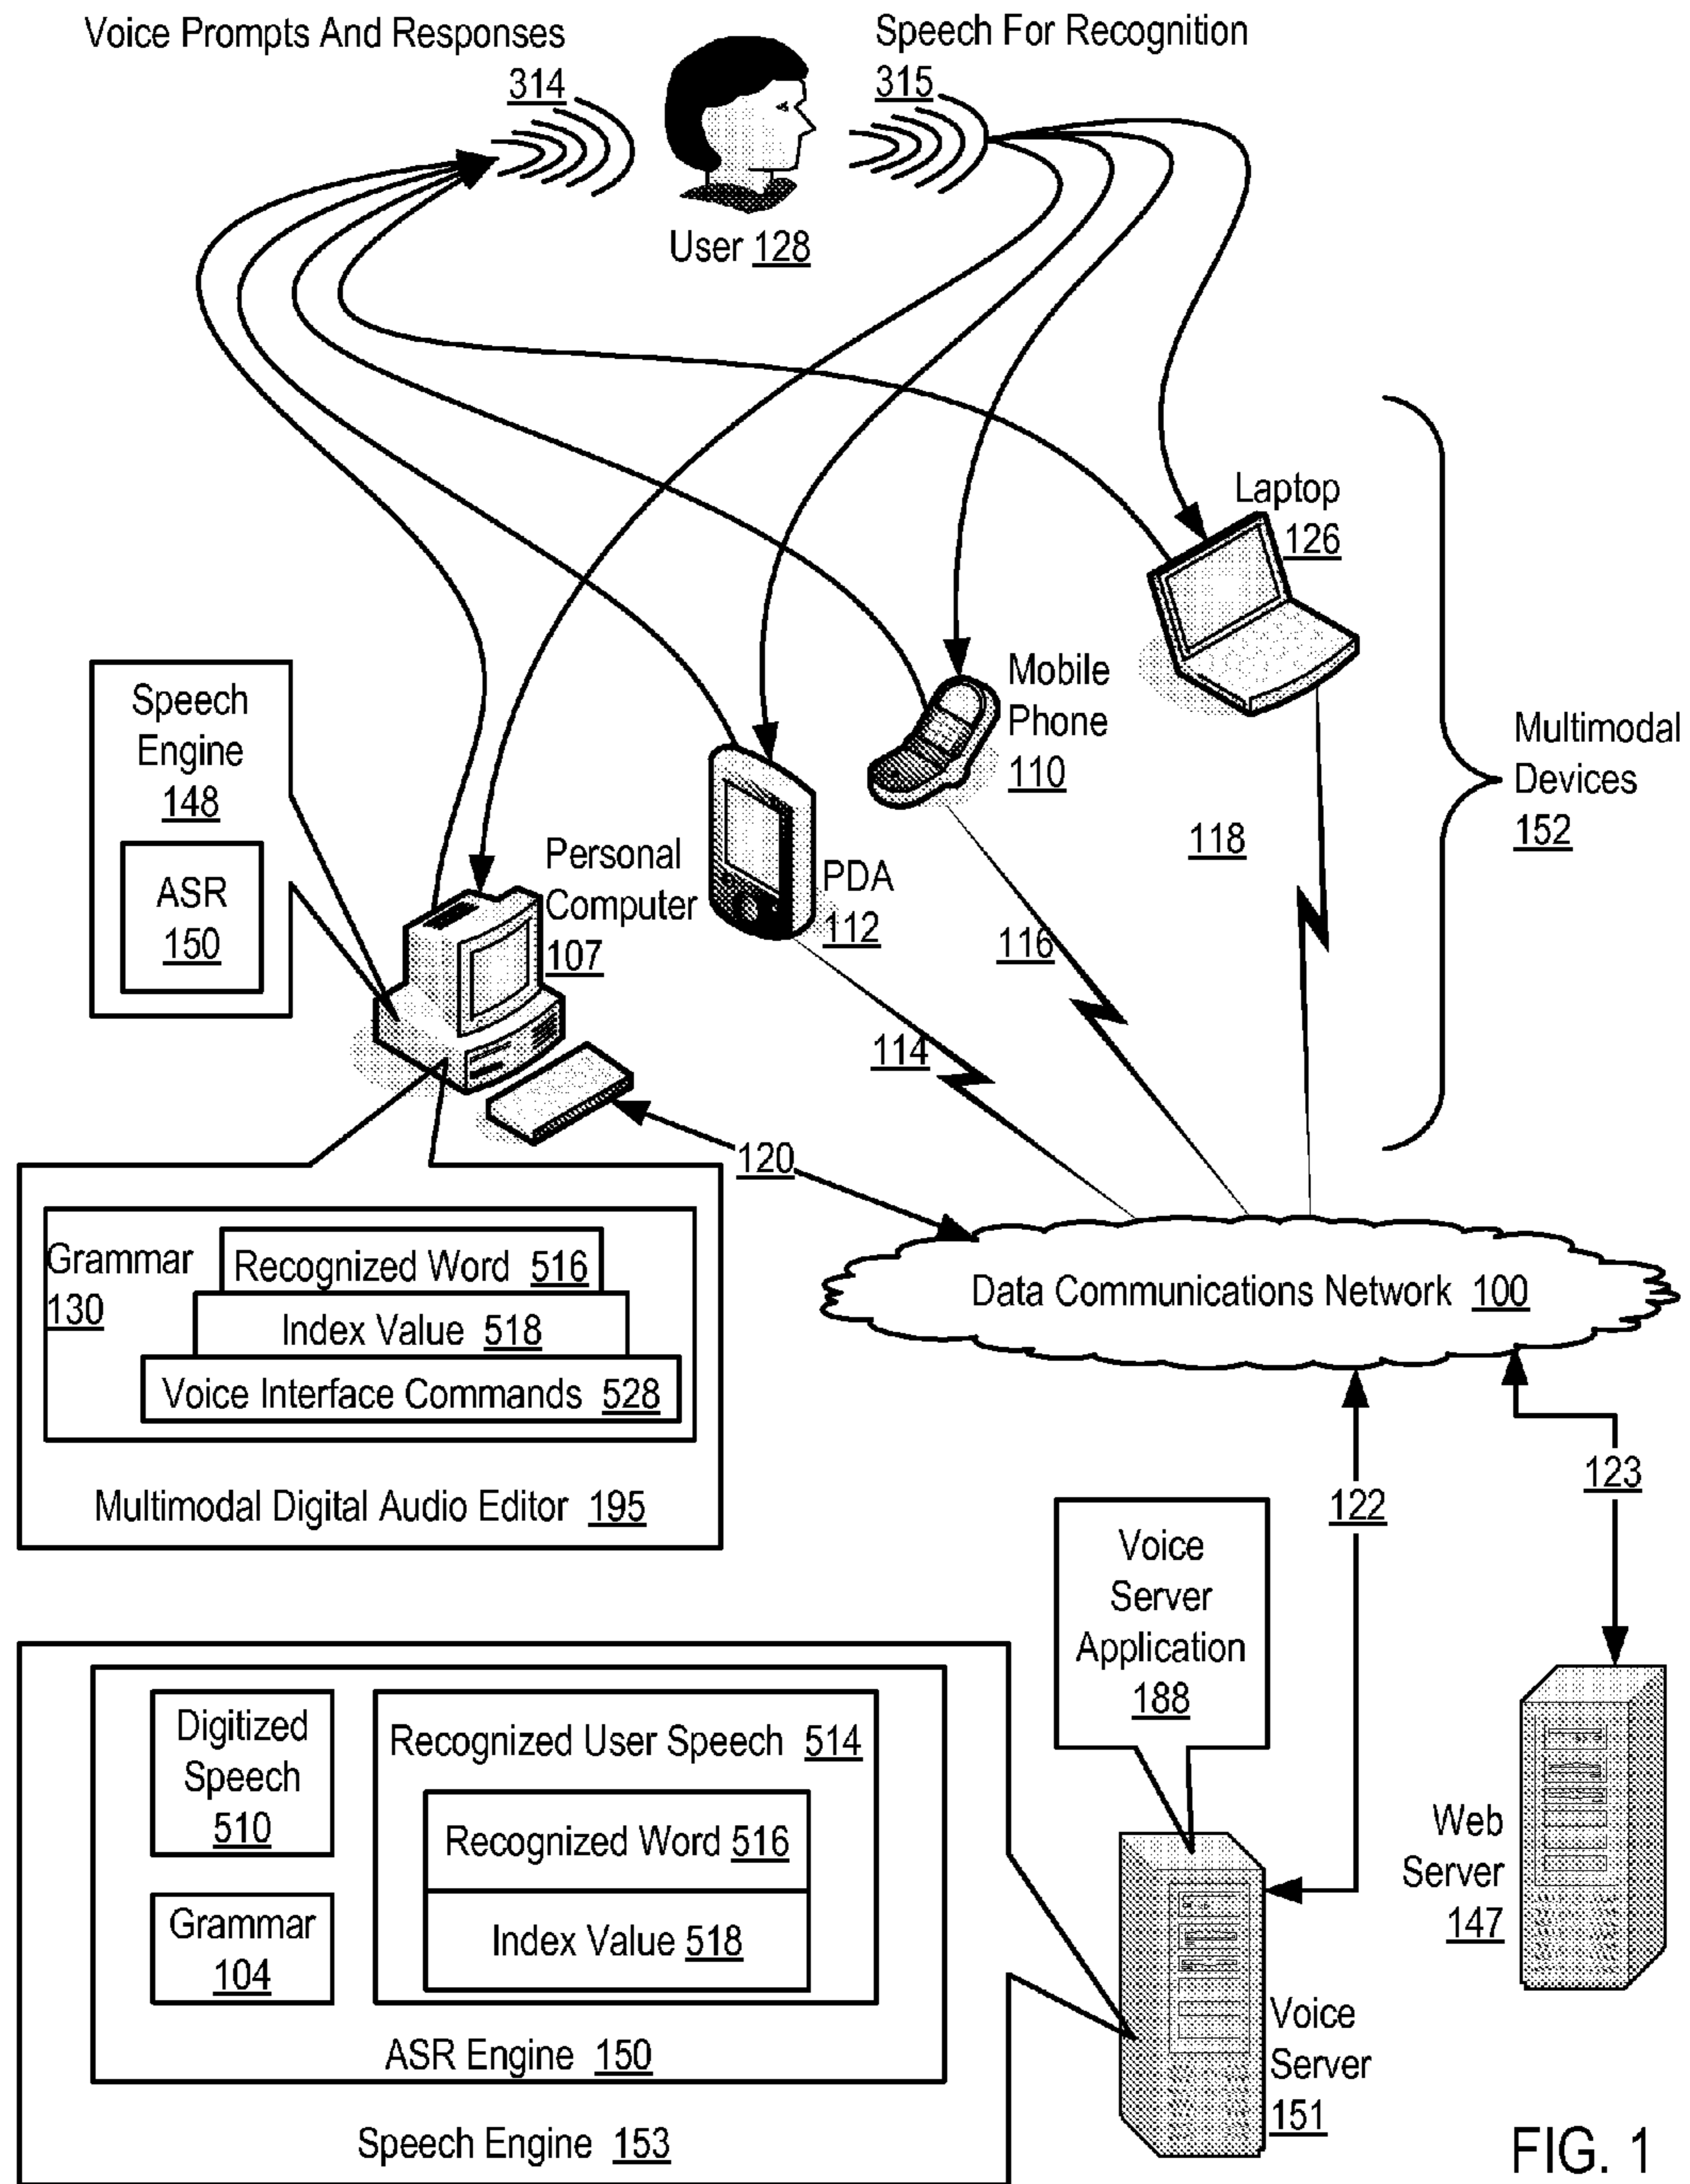 Voice Prompts And Responses
314
Speech For Recognition
315
User 128
Laptop
126
Mobile
Phone
110
Multimodal
Devices
152
Speech
Engine
148
ASR
150
Personal
Computer
107
PDA
112
118
116
114
120
Grammar
130
Recognized Word 516
Index Value 518
Voice Interface Commands 528
Multimodal Digital Audio Editor 195
Data Communications Network 100
122
123
Voice
Server
Application
188
Digitized
Speech
510
Grammar
104
Recognized User Speech 514
Recognized Word 516
Index Value 518
ASR Engine 150
Speech Engine 153
Voice
Server
151
Web
Server
147
FIG. 1